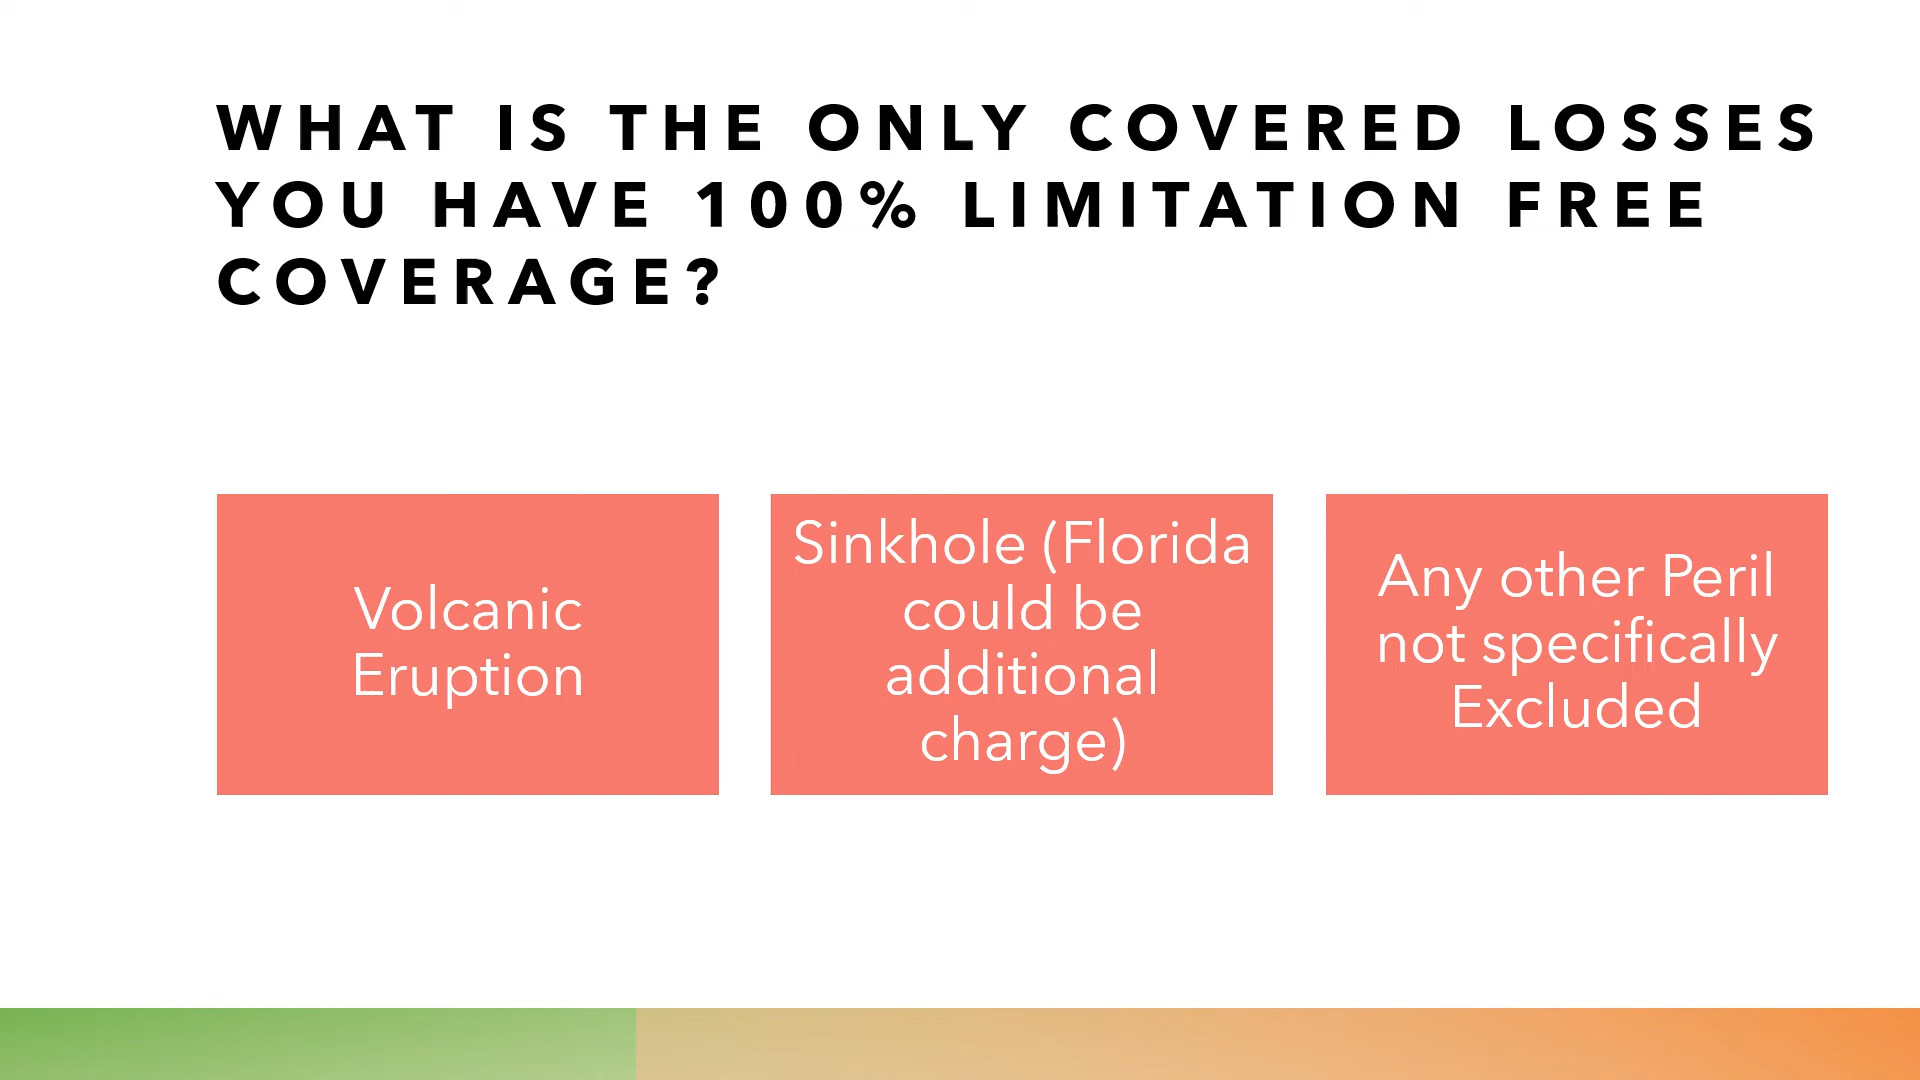 WHAT IS THE ONLY COVERED LOSSES
YOU HAVE 100% LIMITATION FREE
COVERAGE?
Volcanic
Eruption
Sinkhole (Florida
could be
additional
charge)
Any other Peril
not specifically
Excluded